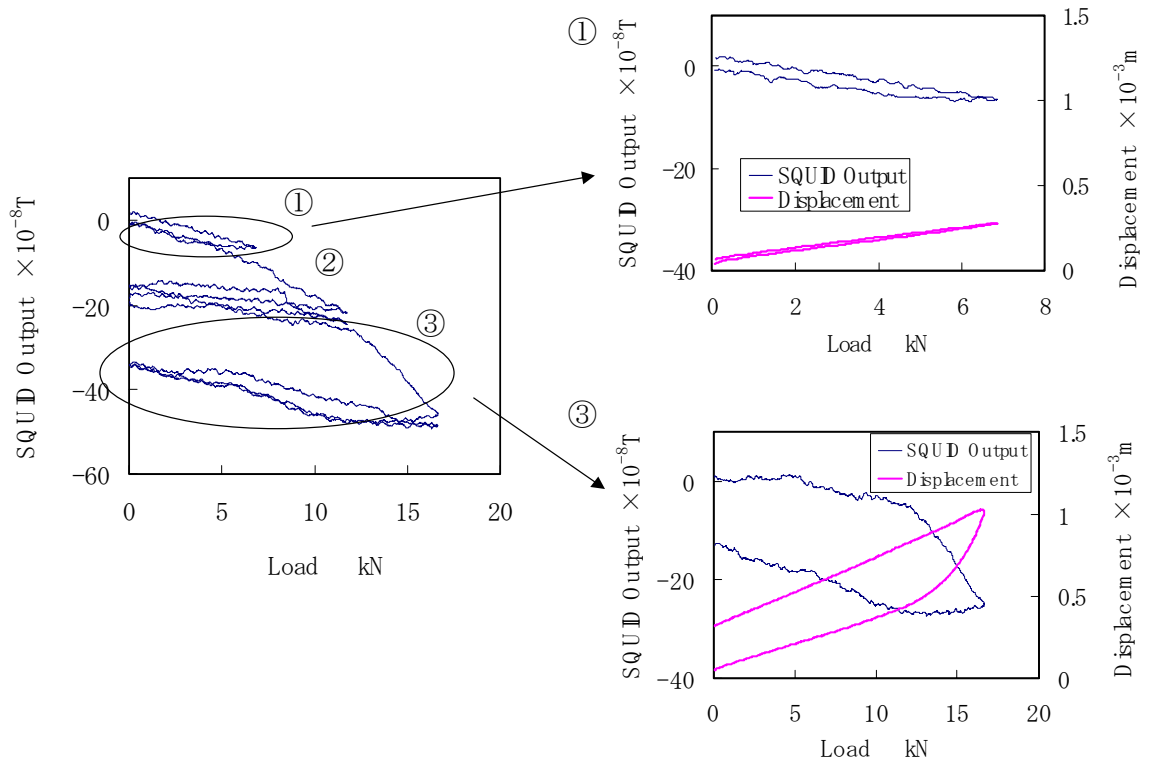 ①
②
③
SQUID Output ×10⁻⁸T
0
−20
−40
−60
0 5 10 15 20
Load kN
①
SQUID Output ×10⁻⁸T
0
−20
−40
SQUID Output
Displacement
1.5
1
0.5
0
Displacement ×10⁻³m
0 2 4 6 8
Load kN
③
SQUID Output ×10⁻⁸T
0
−20
−40
SQUID Output
Displacement
1.5
1
0.5
0
Displacement ×10⁻³m
0 5 10 15 20
Load kN